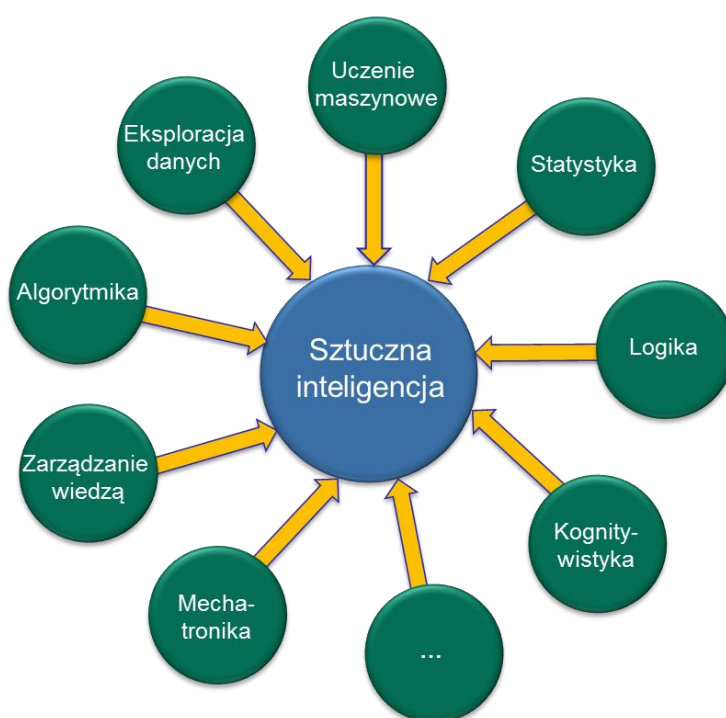 Uczenie
maszynowe
Eksploracja
danych
Statystyka
Algorytmika
Sztuczna
inteligencja
Logika
Zarządzanie
wiedzą
Kognity-
wistyka
Mecha-
tronika
...